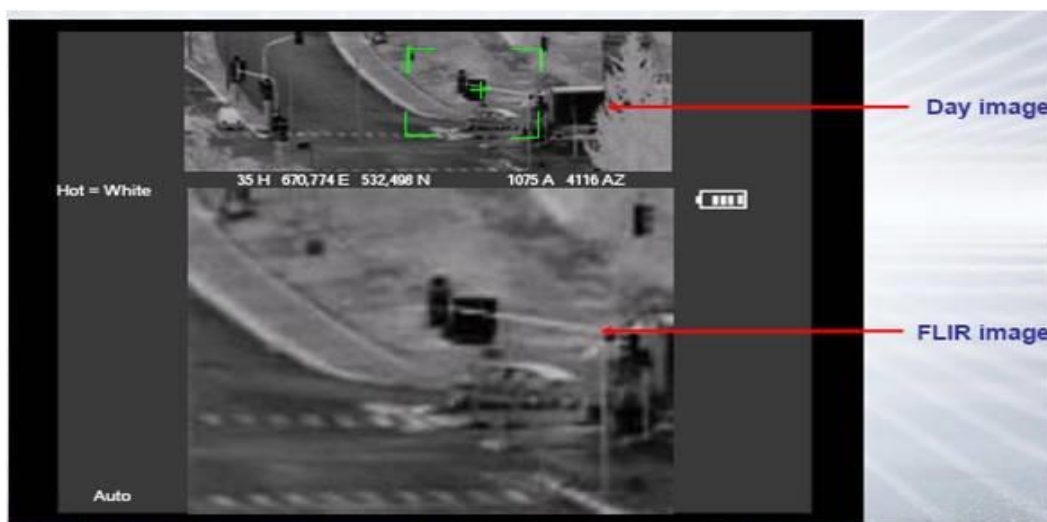 Day image
35 H 670,774 E 532,498 N 1075 A 4116 AZ
Hot = White
FLIR image
Auto